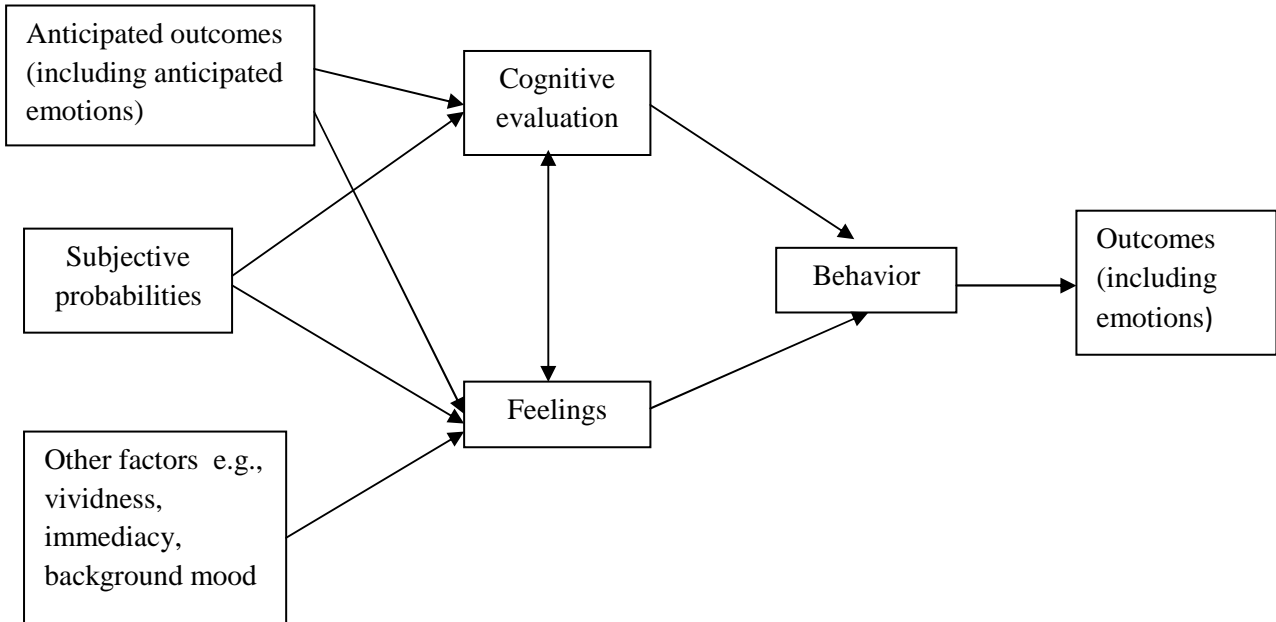 Anticipated outcomes
(including anticipated
emotions)
Cognitive
evaluation
Subjective
probabilities
Behavior
Outcomes
(including
emotions)
Feelings
Other factors e.g.,
vividness,
immediacy,
background mood